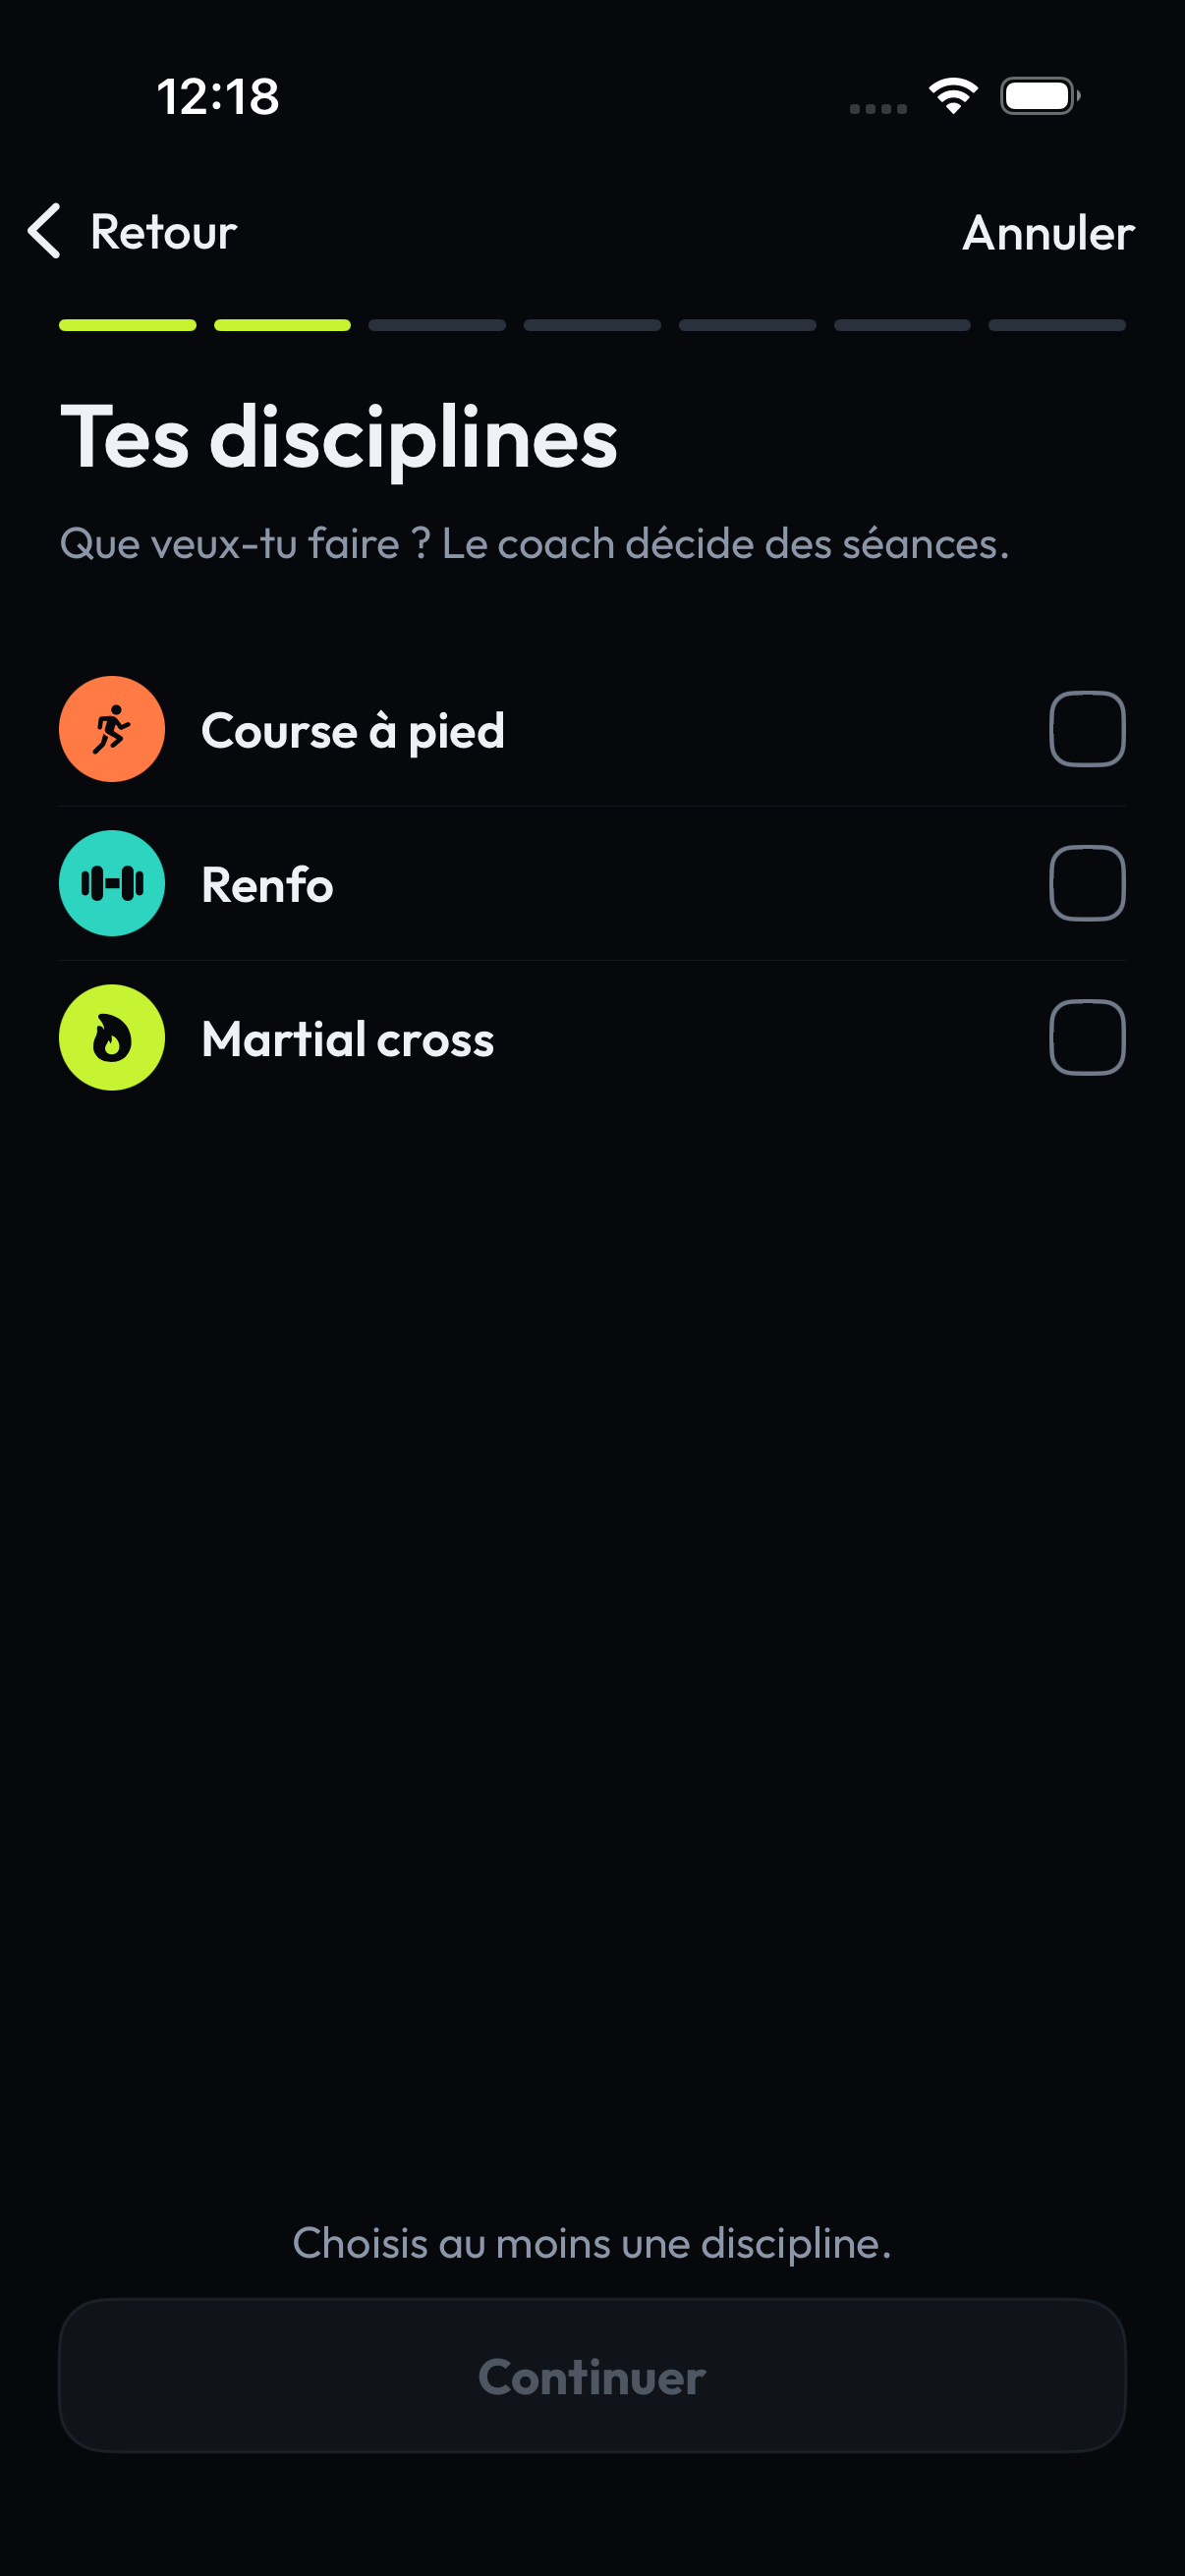 12:18
Retour
Annuler
Tes disciplines
Que veux-tu faire ? Le coach décide des séances.
Course à pied
Renfo
Martial cross
Choisis au moins une discipline.
Continuer